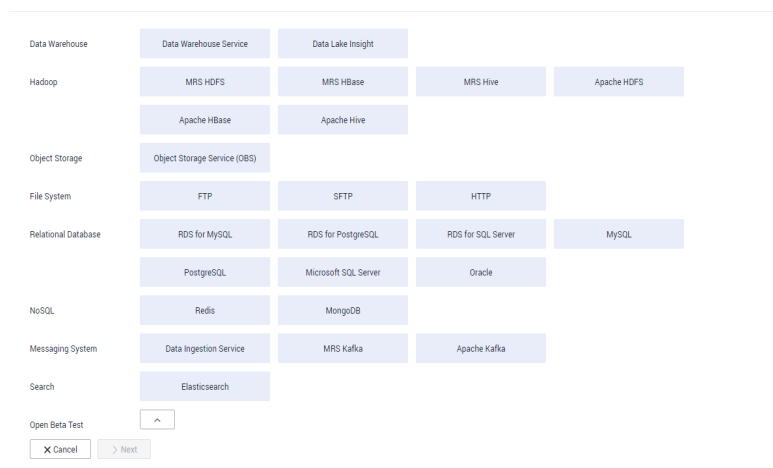 Data Warehouse Data Warehouse Service Data Lake Insight
Hadoop MRS HDFS MRS HBase MRS Hive Apache HDFS
Apache HBase Apache Hive
Object Storage Object Storage Service (OBS)
File System FTP SFTP HTTP
Relational Database RDS for MySQL RDS for PostgreSQL RDS for SQL Server MySQL
PostgreSQL Microsoft SQL Server Oracle
NoSQL Redis MongoDB
Messaging System Data Ingestion Service MRS Kafka Apache Kafka
Search Elasticsearch
Open Beta Test
Cancel Next